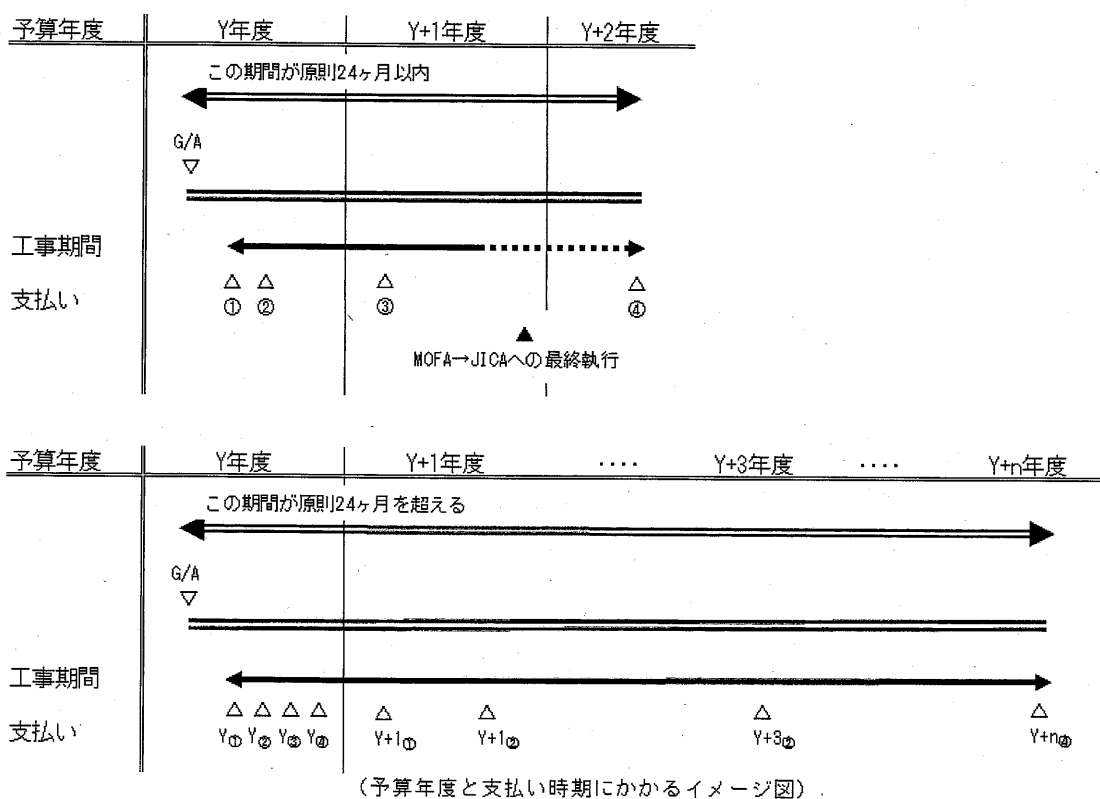 予算年度 Y年度 Y+1年度 Y+2年度
この期間が原則24ヶ月以内
G/A
▽
工事期間
△ △ △ △
支払い ① ② ③ ④
▲
MOFA→JICAへの最終執行
予算年度 Y年度 Y+1年度 ‥‥ Y+3年度 ‥‥ Y+n年度
この期間が原則24ヶ月を超える
G/A
▽
工事期間
△ △ △ △ △ △ △ △
支払い Y① Y② Y③ Y④ Y+1① Y+1② Y+3② Y+n④
(予算年度と支払い時期にかかるイメージ図)